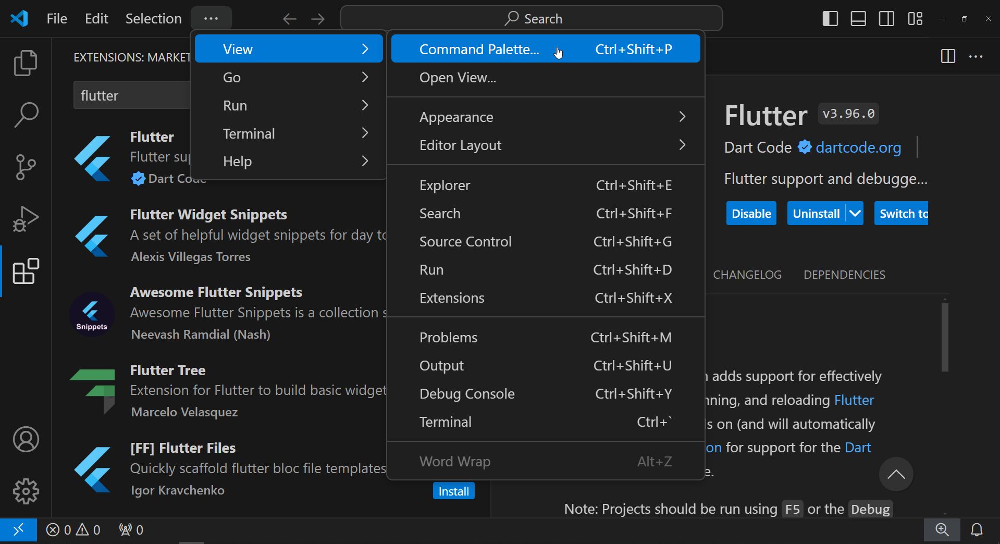 File Edit Selection ··· Search
EXTENSIONS: MARKET
flutter
Flutter
Flutter sup
Dart Code
Flutter Widget Snippets
A set of helpful widget snippets for day to
Alexis Villegas Torres
Snippets
Awesome Flutter Snippets
Awesome Flutter Snippets is a collection s
Neevash Ramdial (Nash)
Flutter Tree
Extension for Flutter to build basic widget
Marcelo Velasquez
[FF] Flutter Files
Quickly scaffold flutter bloc file templates
Igor Kravchenko
Install
View
Go
Run
Terminal
Help
Command Palette... Ctrl+Shift+P
Open View...
Appearance
Editor Layout
Explorer Ctrl+Shift+E
Search Ctrl+Shift+F
Source Control Ctrl+Shift+G
Run Ctrl+Shift+D
Extensions Ctrl+Shift+X
Problems Ctrl+Shift+M
Output Ctrl+Shift+U
Debug Console Ctrl+Shift+Y
Terminal Ctrl+`
Word Wrap Alt+Z
Flutter v3.96.0
Dart Code dartcode.org
Flutter support and debugge...
Disable Uninstall Switch to
CHANGELOG DEPENDENCIES
adds support for effectively
nning, and reloading Flutter
s on (and will automatically
on for support for the Dart
e.
Note: Projects should be run using F5 or the Debug
0 0 0